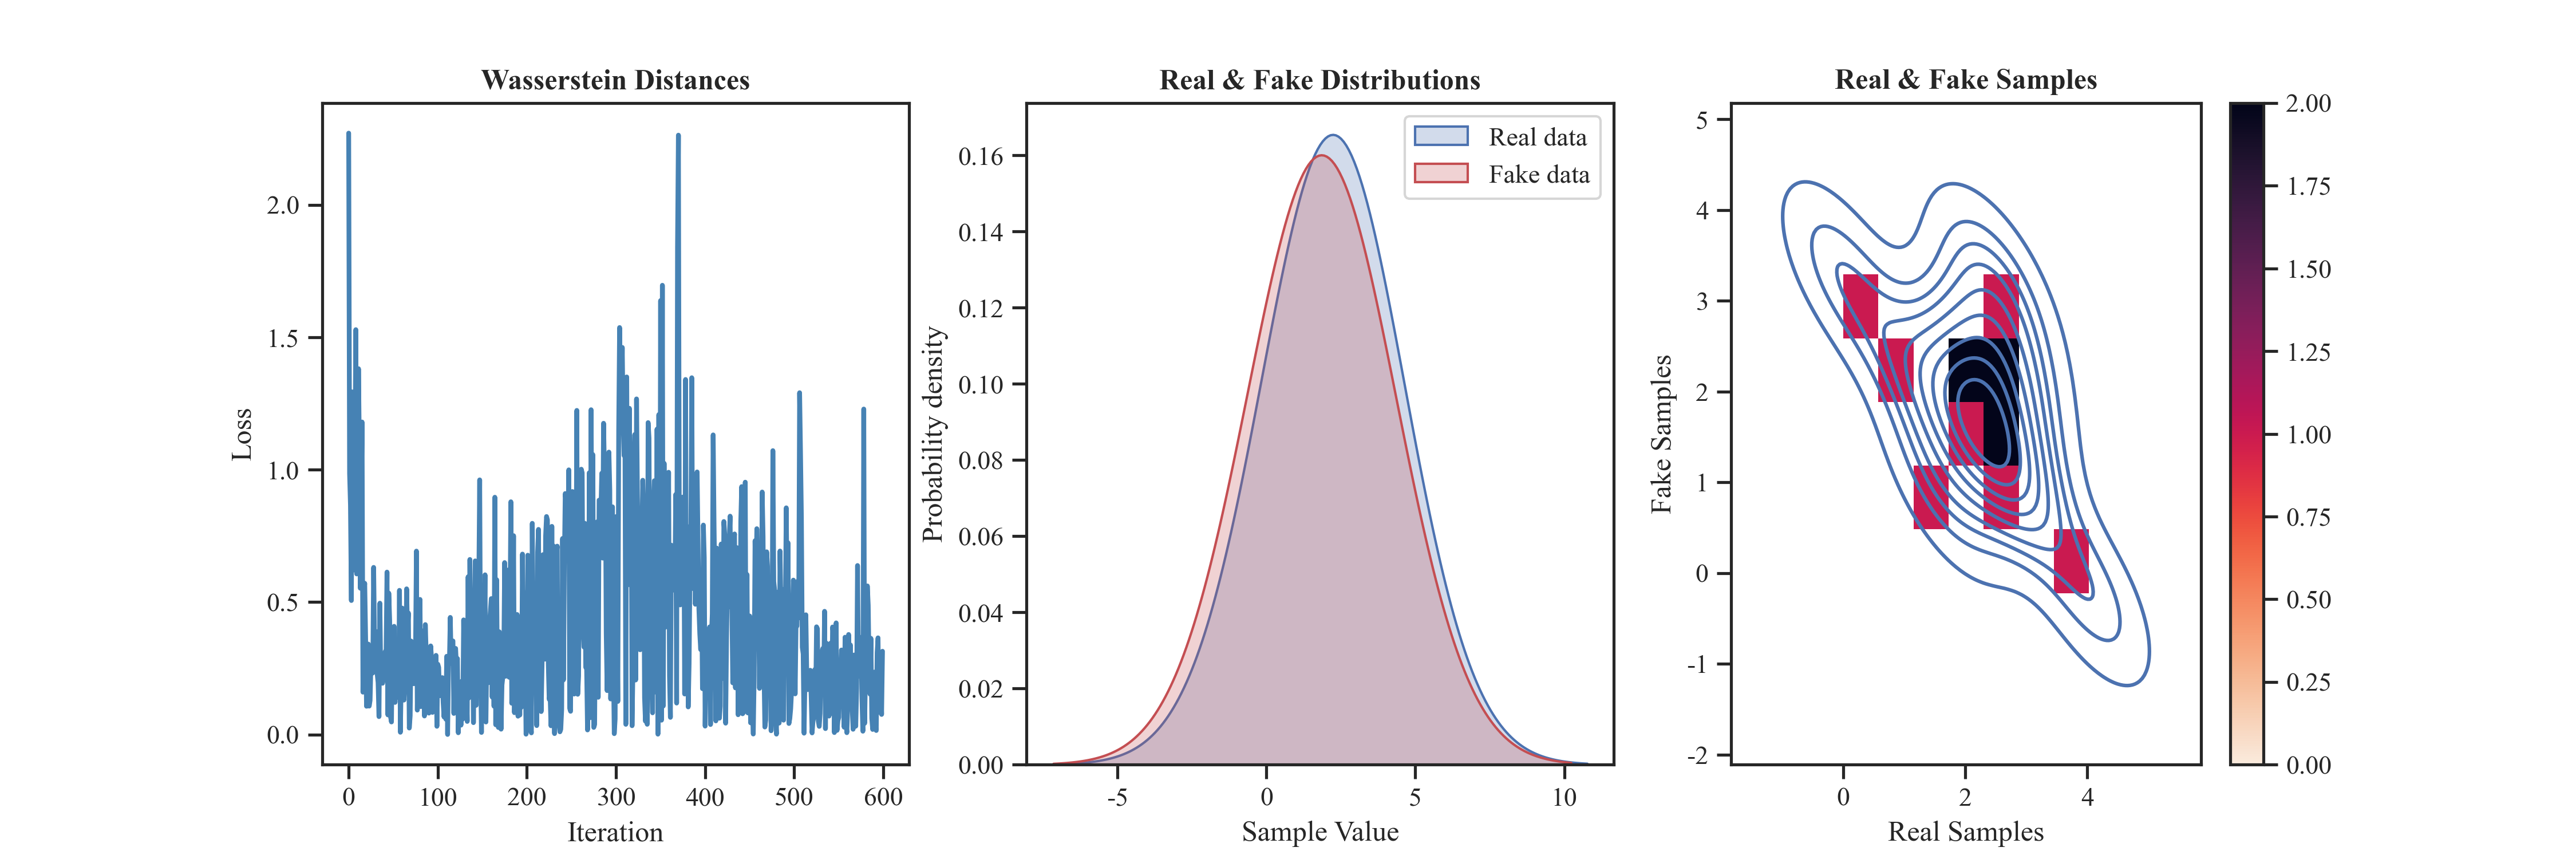 Wasserstein Distances
Loss
2.0
1.5
1.0
0.5
0.0
0 100 200 300 400 500 600
Iteration
Real & Fake Distributions
Probability density
0.16
0.14
0.12
0.10
0.08
0.06
0.04
0.02
0.00
-5 0 5 10
Sample Value
Real data
Fake data
Real & Fake Samples
Fake Samples
5
4
3
2
1
0
-1
-2
0 2 4
Real Samples
2.00
1.75
1.50
1.25
1.00
0.75
0.50
0.25
0.00